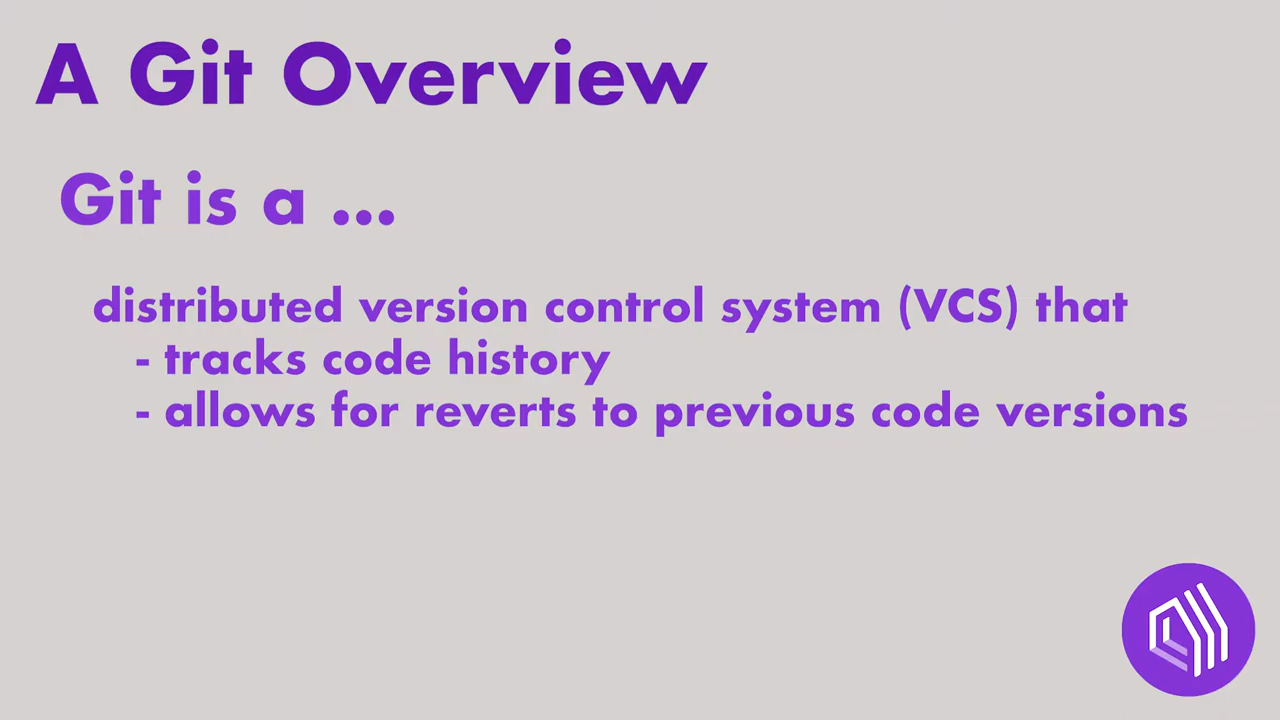 A Git Overview
Git is a ...
distributed version control system (VCS) that
- tracks code history
- allows for reverts to previous code versions